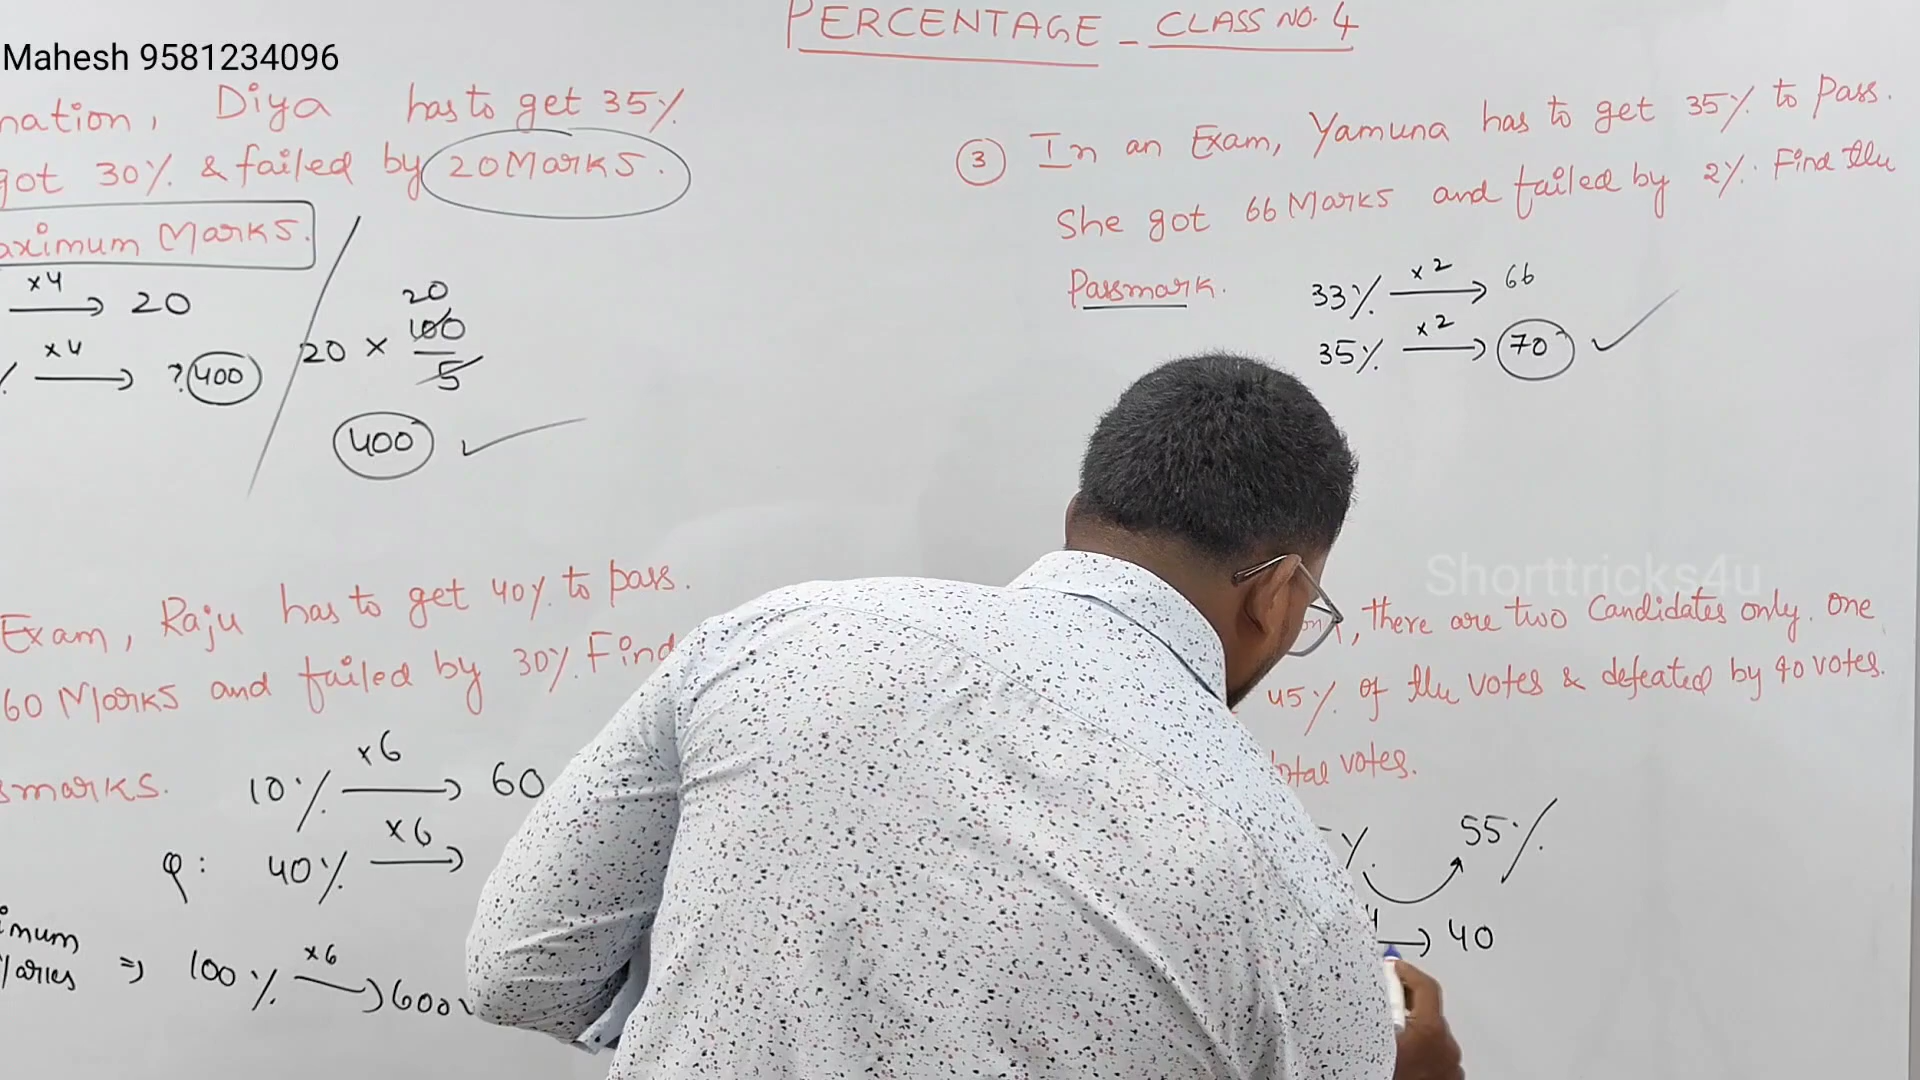 PERCENTAGE - CLASS NO. 4
Mahesh 9581234096
nation, Diya has to get 35%
got 30% & failed by 20 Marks.
aximum Marks.
x4
→ 20
x4
% → ? 400
20
20 × 100
5
400
③ In an Exam, Yamuna has to get 35% to Pass.
She got 66 Marks and failed by 2%. Find the
Passmark.
33% x2 → 66
35% x2 → 70
Exam, Raju has to get 40% to pass.
60 Marks and failed by 30%. Find
smarks.
10% x6 → 60
Q: 40% x6 →
imum
⇒ 100% x6 → 600
Shorttricks4u
, there are two Candidates only. One
45% of the votes & defeated by 40 votes.
otal votes.
% 55%
4
→ 40